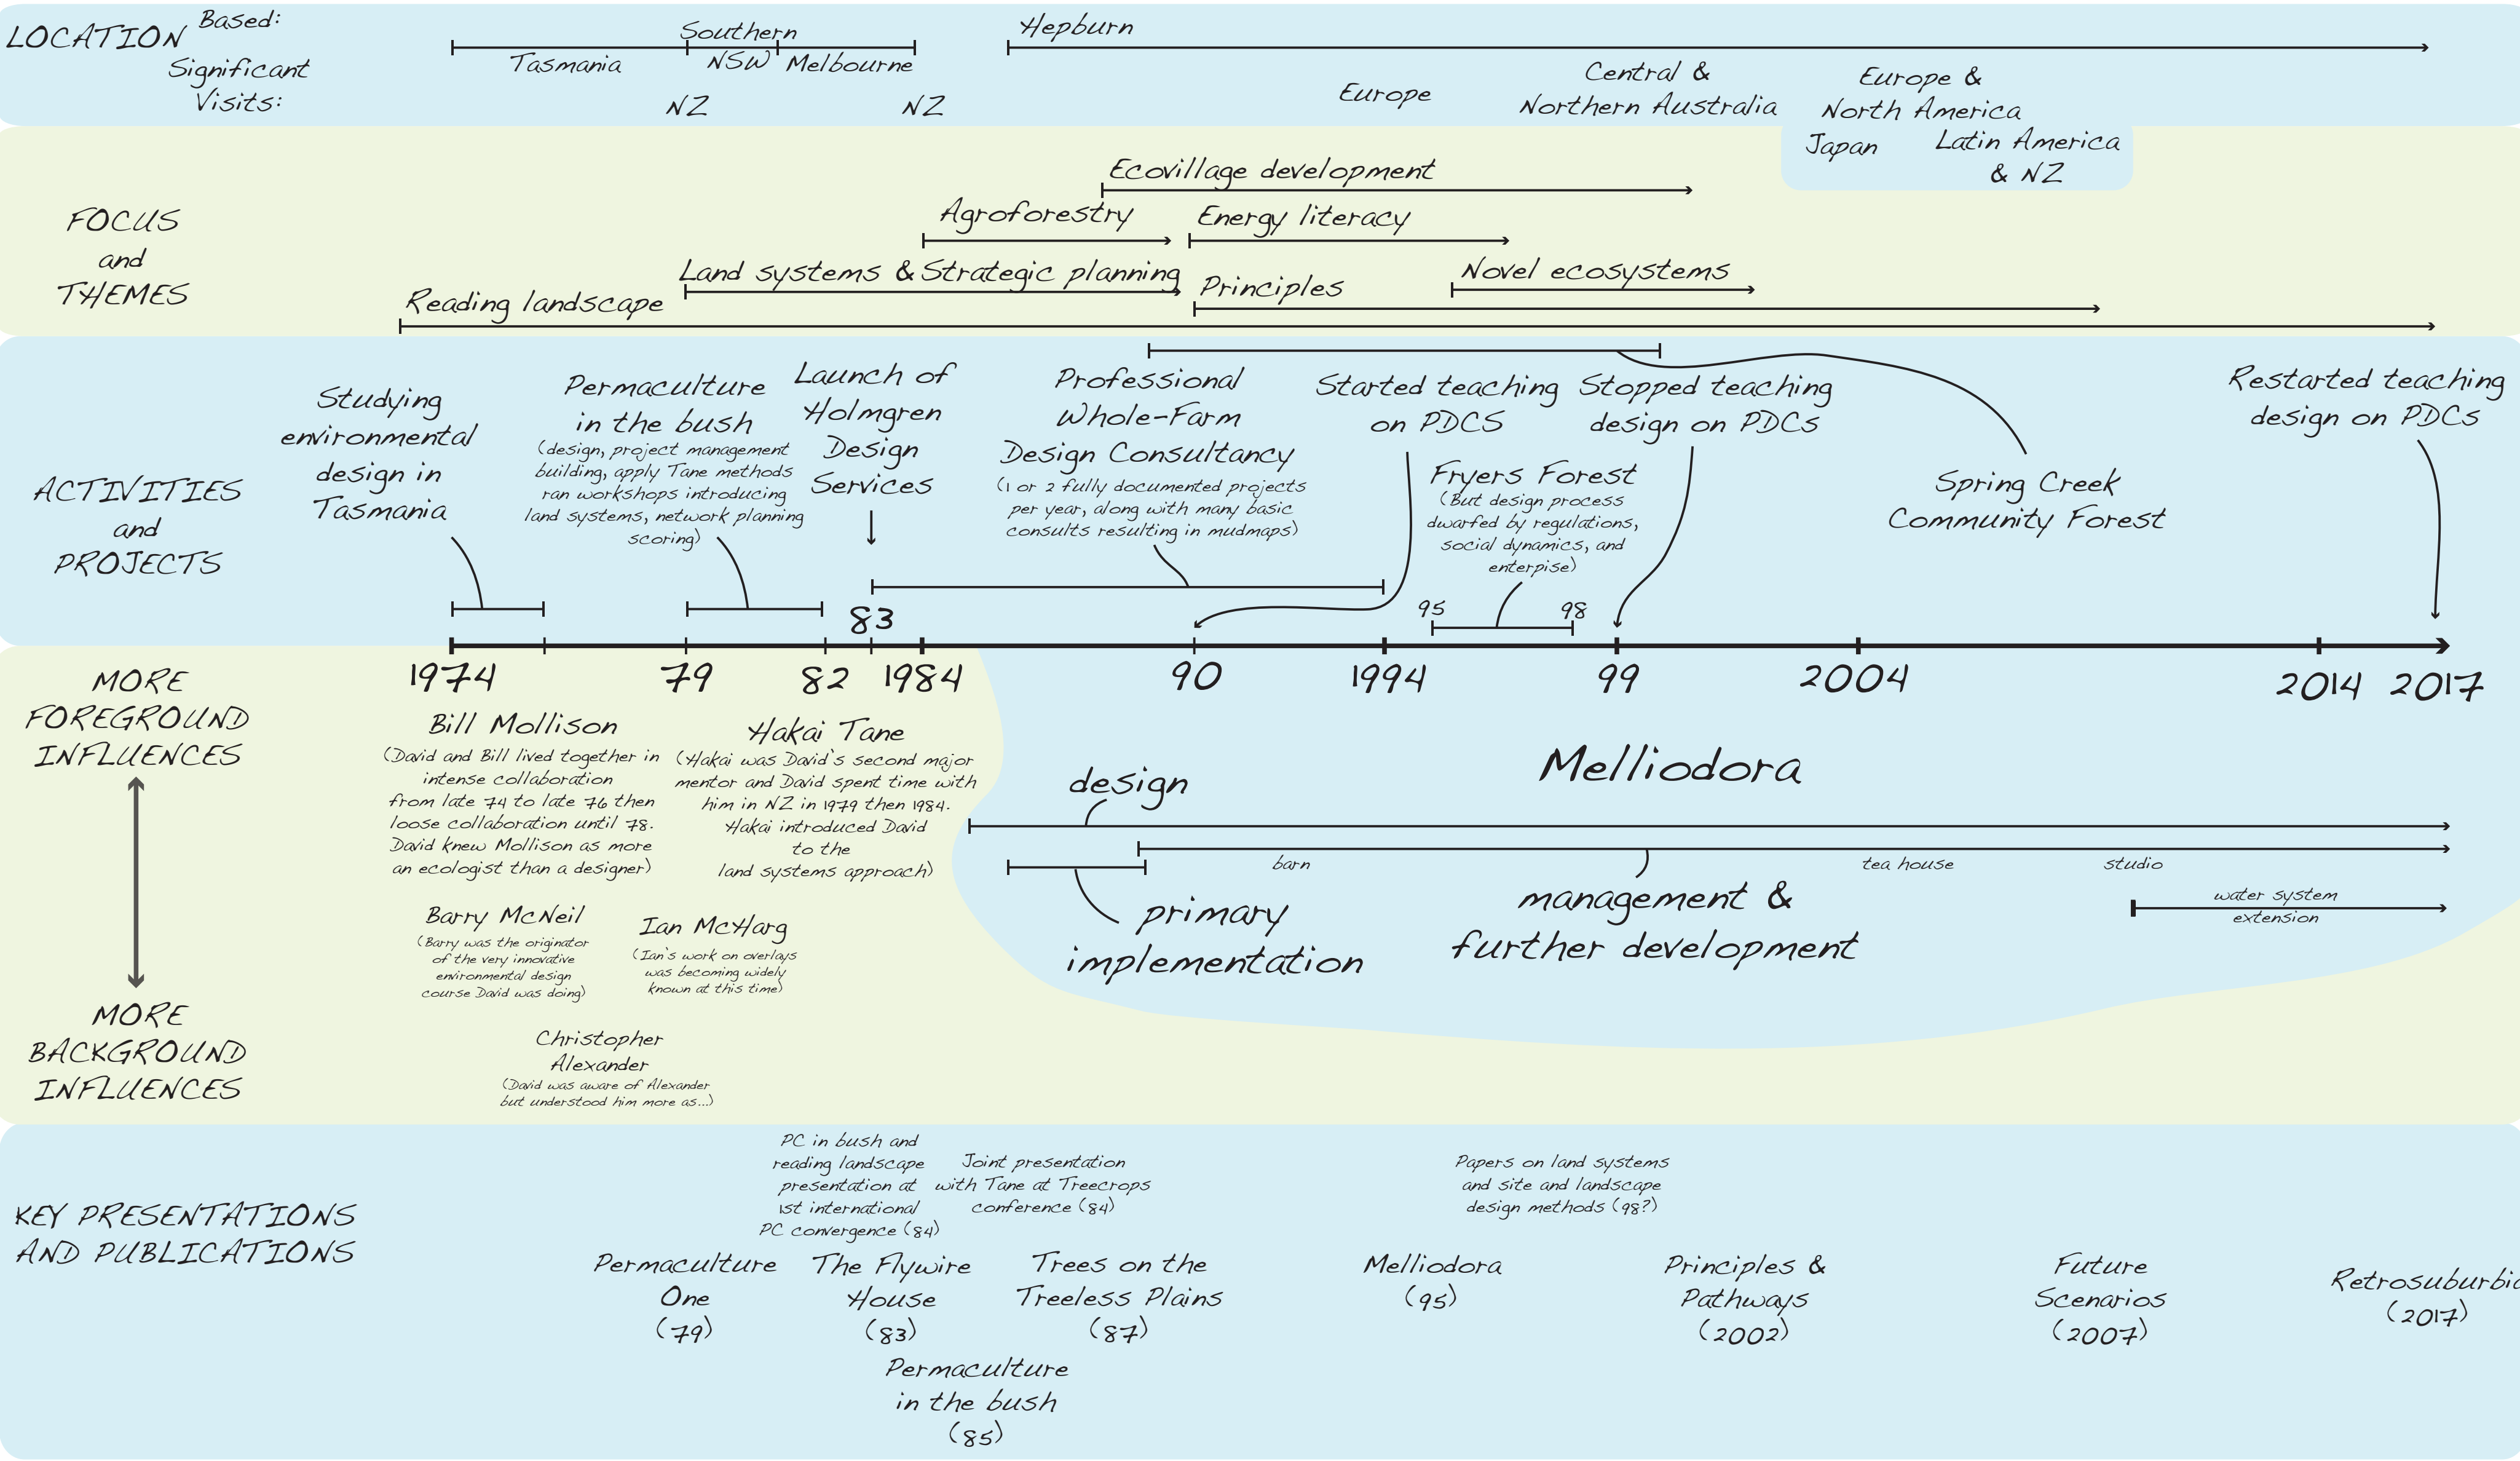 LOCATION
Based:
Significant
Visits:
Southern
Tasmania
NSW
Melbourne
NZ
NZ
Hepburn
Europe
Central &
Northern Australia
Europe &
North America
Japan
Latin America
& NZ
FOCUS
and
THEMES
Ecovillage development
Agroforestry
Energy literacy
Land systems & Strategic planning
Novel ecosystems
Principles
Reading landscape
ACTIVITIES
and
PROJECTS
Studying
environmental
design in
Tasmania
Permaculture
in the bush
(design, project management
building, apply Tane methods
ran workshops introducing
land systems, network planning
scoring)
Launch of
Holmgren
Design
Services
Professional
Whole-Farm
Design Consultancy
(1 or 2 fully documented projects
per year, along with many basic
consults resulting in mudmaps)
Started teaching
on PDCS
Fryers Forest
(But design process
dwarfed by regulations,
social dynamics, and
enterpise)
Stopped teaching
design on PDCs
Spring Creek
Community Forest
Restarted teaching
design on PDCs
83
95
98
1974
79
82
1984
90
1994
99
2004
2014
2017
MORE
FOREGROUND
INFLUENCES
MORE
BACKGROUND
INFLUENCES
Bill Mollison
(David and Bill lived together in
intense collaboration
from late 74 to late 76 then
loose collaboration until 78.
David knew Mollison as more
an ecologist than a designer)
Hakai Tane
(Hakai was David's second major
mentor and David spent time with
him in NZ in 1979 then 1984.
Hakai introduced David
to the
land systems approach)
Barry McNeil
(Barry was the originator
of the very innovative
environmental design
course David was doing)
Ian McHarg
(Ian's work on overlays
was becoming widely
known at this time)
Christopher
Alexander
(David was aware of Alexander
but understood him more as...)
Melliodora
design
barn
tea house
studio
primary
implementation
management &
further development
water system
extension
KEY PRESENTATIONS
AND PUBLICATIONS
PC in bush and
reading landscape
presentation at
1st international
PC convergence (84)
Joint presentation
with Tane at Treecrops
conference (84)
Papers on land systems
and site and landscape
design methods (98?)
Permaculture
One
(79)
The Flywire
House
(83)
Trees on the
Treeless Plains
(87)
Melliodora
(95)
Principles &
Pathways
(2002)
Future
Scenarios
(2007)
Retrosuburbic
(2017)
Permaculture
in the bush
(85)